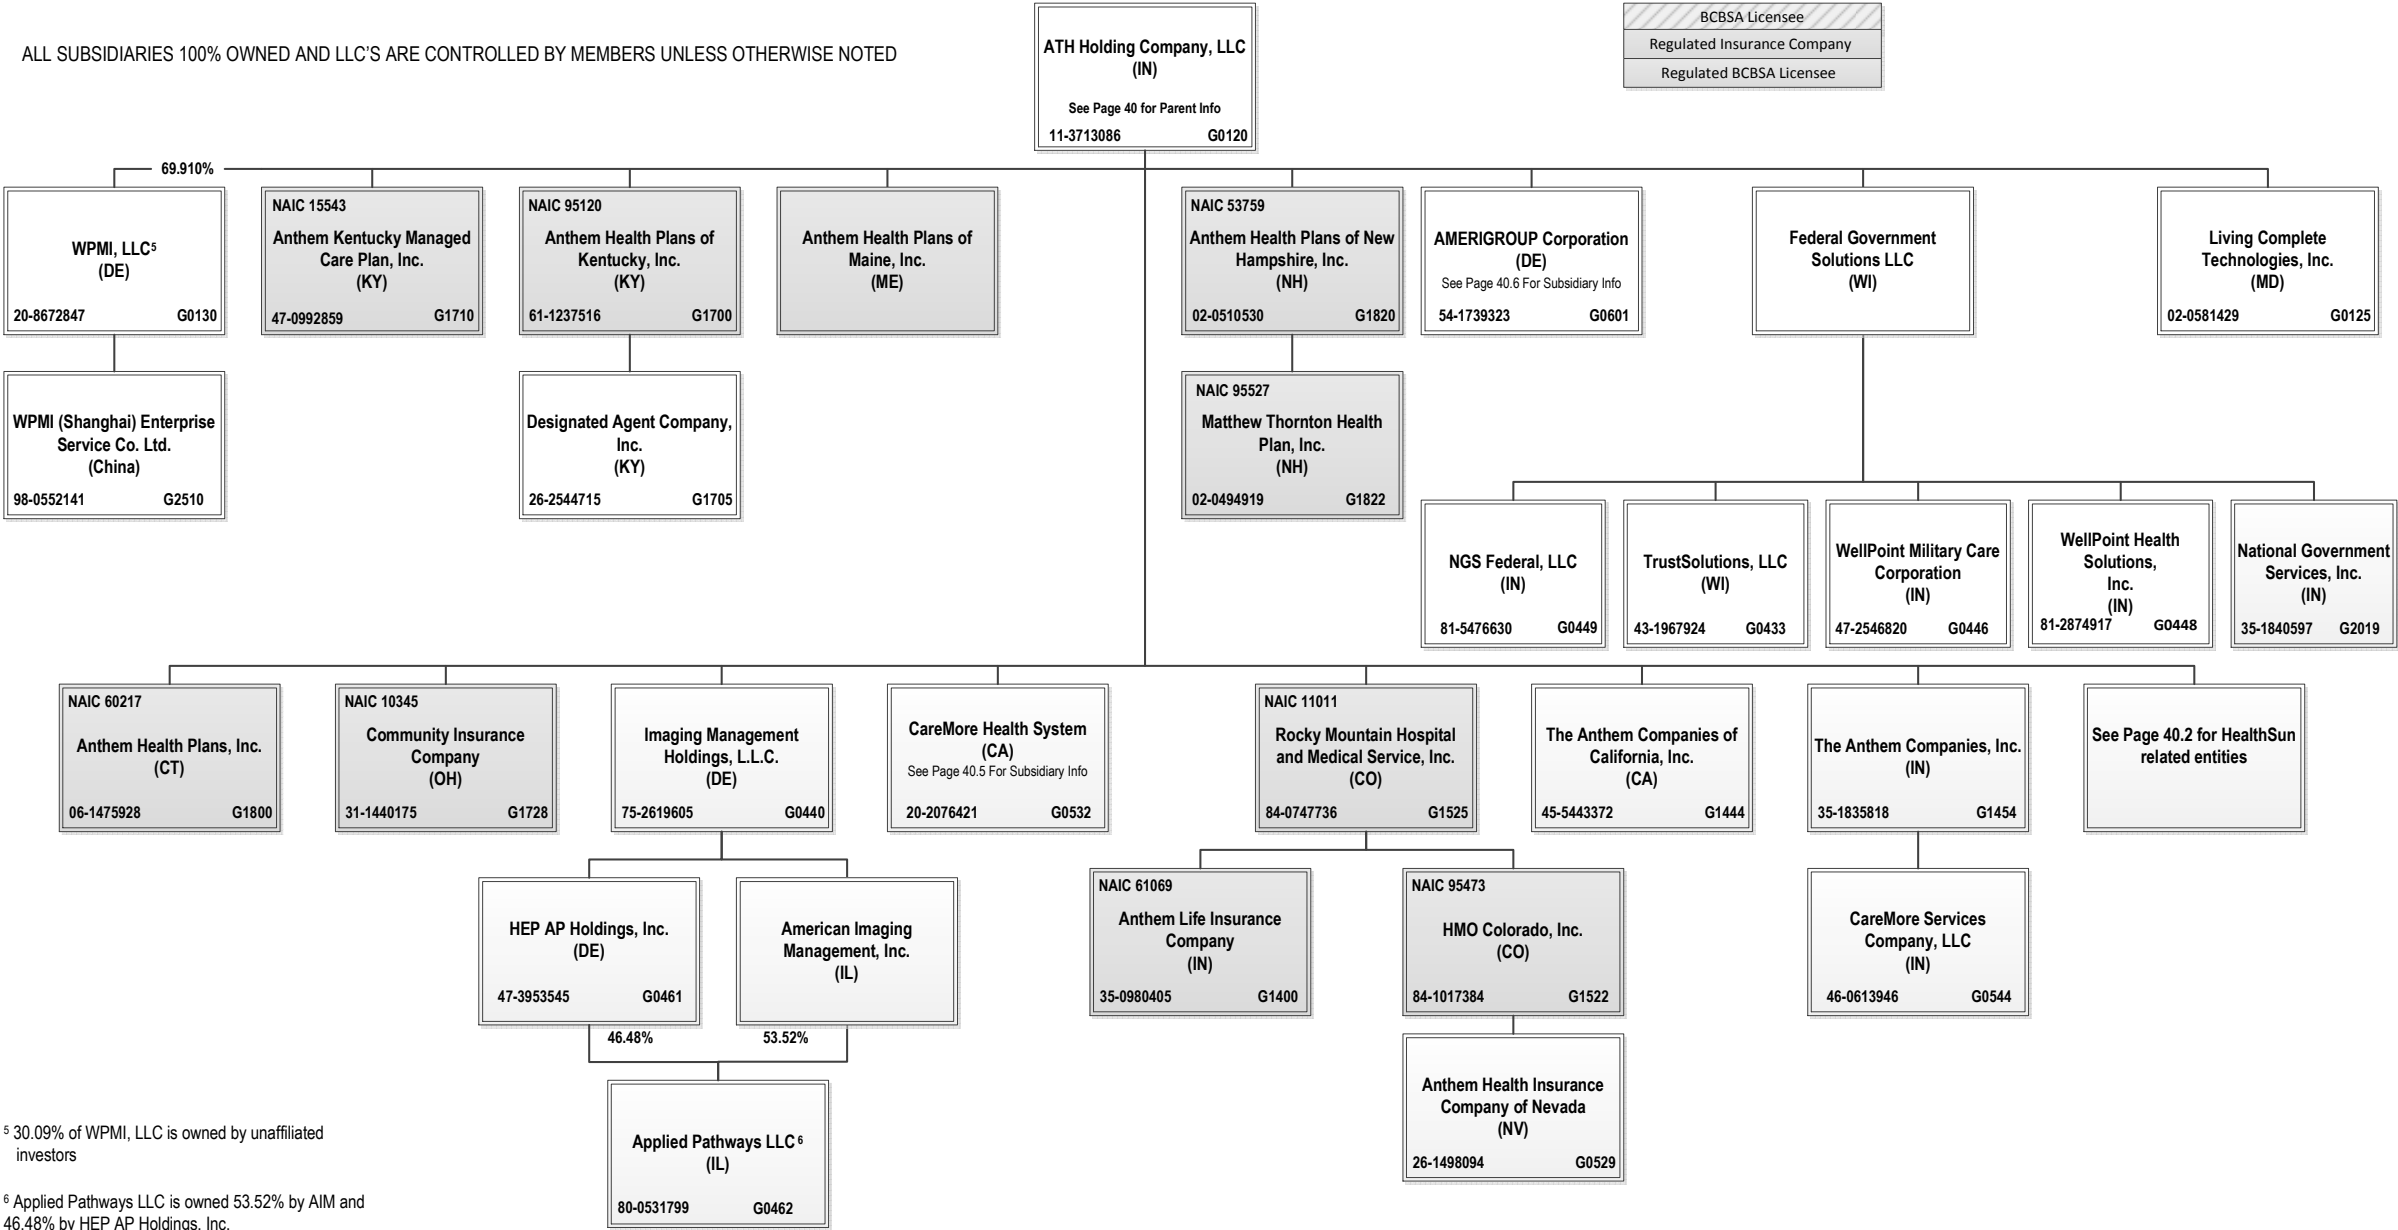 ALL SUBSIDIARIES 100% OWNED AND LLC'S ARE CONTROLLED BY MEMBERS UNLESS OTHERWISE NOTED
ATH Holding Company, LLC
(IN)
See Page 40 for Parent Info
11-3713086 G0120
BCBSA Licensee
Regulated Insurance Company
Regulated BCBSA Licensee
69.910%
WPMI, LLC⁵
(DE)
20-8672847 G0130
NAIC 15543
Anthem Kentucky Managed
Care Plan, Inc.
(KY)
47-0992859 G1710
NAIC 95120
Anthem Health Plans of
Kentucky, Inc.
(KY)
61-1237516 G1700
Anthem Health Plans of
Maine, Inc.
(ME)
NAIC 53759
Anthem Health Plans of New
Hampshire, Inc.
(NH)
02-0510530 G1820
AMERIGROUP Corporation
(DE)
See Page 40.6 For Subsidiary Info
54-1739323 G0601
Federal Government
Solutions LLC
(WI)
Living Complete
Technologies, Inc.
(MD)
02-0581429 G0125
WPMI (Shanghai) Enterprise
Service Co. Ltd.
(China)
98-0552141 G2510
Designated Agent Company,
Inc.
(KY)
26-2544715 G1705
NAIC 95527
Matthew Thornton Health
Plan, Inc.
(NH)
02-0494919 G1822
NGS Federal, LLC
(IN)
81-5476630 G0449
TrustSolutions, LLC
(WI)
43-1967924 G0433
WellPoint Military Care
Corporation
(IN)
47-2546820 G0446
WellPoint Health
Solutions,
Inc.
(IN)
81-2874917 G0448
National Government
Services, Inc.
(IN)
35-1840597 G2019
NAIC 60217
Anthem Health Plans, Inc.
(CT)
06-1475928 G1800
NAIC 10345
Community Insurance
Company
(OH)
31-1440175 G1728
Imaging Management
Holdings, L.L.C.
(DE)
75-2619605 G0440
CareMore Health System
(CA)
See Page 40.5 For Subsidiary Info
20-2076421 G0532
NAIC 11011
Rocky Mountain Hospital
and Medical Service, Inc.
(CO)
84-0747736 G1525
The Anthem Companies of
California, Inc.
(CA)
45-5443372 G1444
The Anthem Companies, Inc.
(IN)
35-1835818 G1454
See Page 40.2 for HealthSun
related entities
HEP AP Holdings, Inc.
(DE)
47-3953545 G0461
American Imaging
Management, Inc.
(IL)
NAIC 61069
Anthem Life Insurance
Company
(IN)
35-0980405 G1400
NAIC 95473
HMO Colorado, Inc.
(CO)
84-1017384 G1522
CareMore Services
Company, LLC
(IN)
46-0613946 G0544
46.48% 53.52%
Applied Pathways LLC ⁶
(IL)
80-0531799 G0462
Anthem Health Insurance
Company of Nevada
(NV)
26-1498094 G0529
⁵ 30.09% of WPMI, LLC is owned by unaffiliated
investors
⁶ Applied Pathways LLC is owned 53.52% by AIM and
46.48% by HEP AP Holdings, Inc.